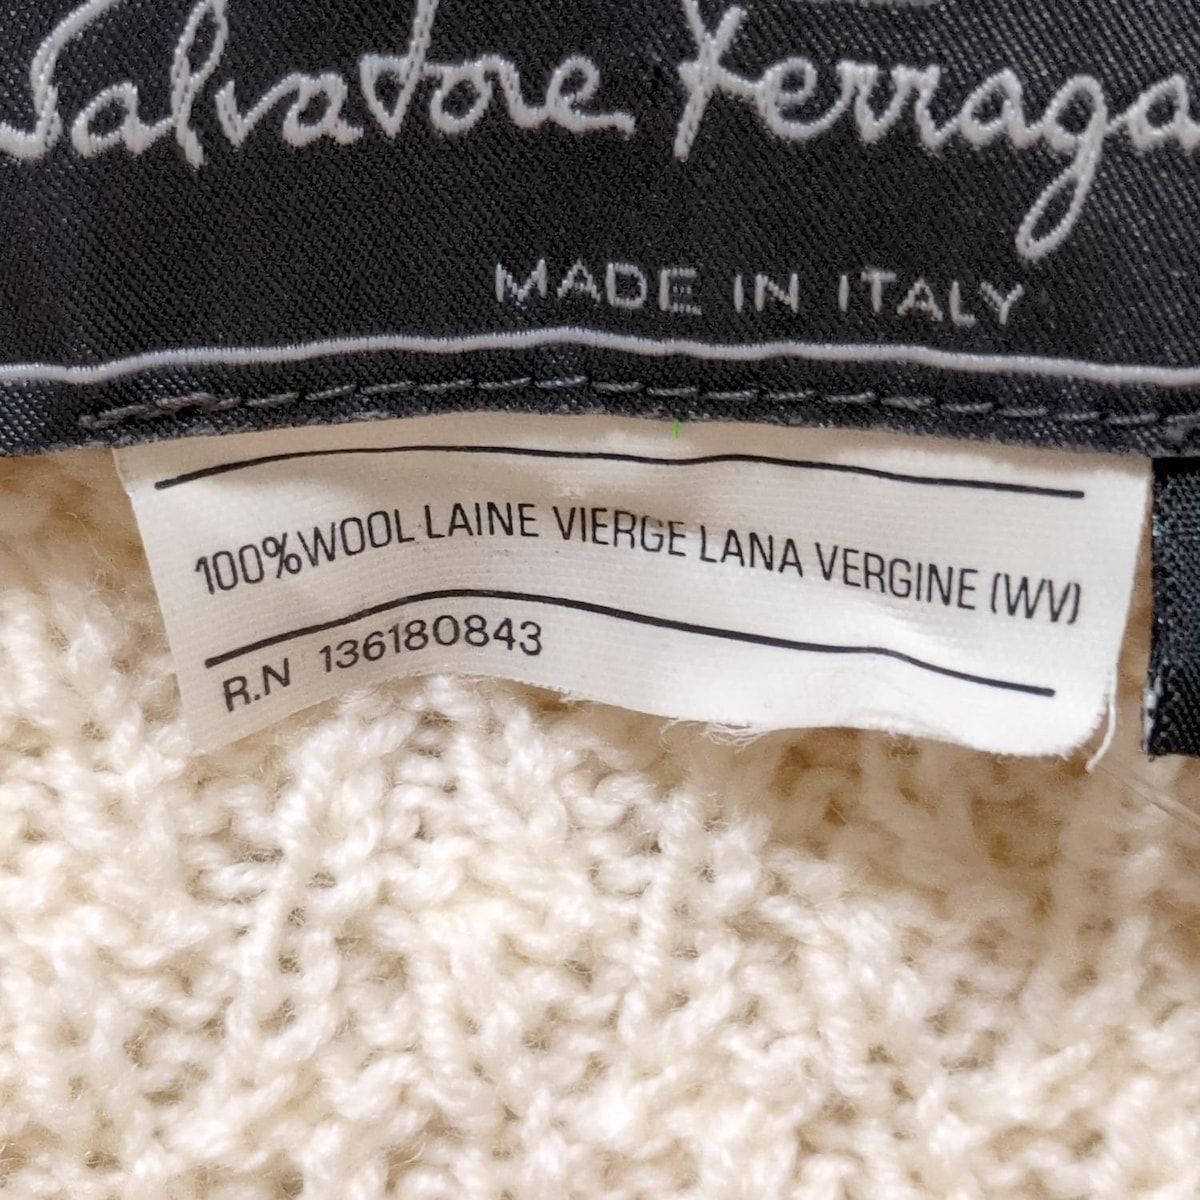 Salvatore Ferraga
MADE IN ITALY
100%WOOL LAINE VIERGE LANA VERGINE (WV)
R.N 136180843